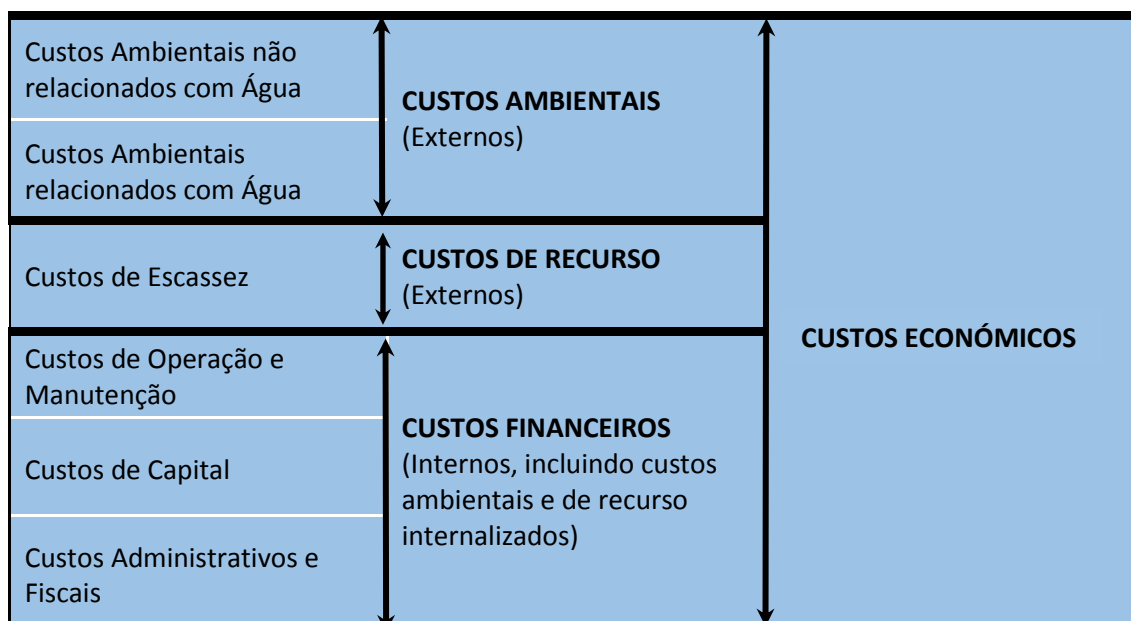 Custos Ambientais não
relacionados com Água
Custos Ambientais
relacionados com Água
CUSTOS AMBIENTAIS
(Externos)
Custos de Escassez
CUSTOS DE RECURSO
(Externos)
Custos de Operação e
Manutenção
Custos de Capital
Custos Administrativos e
Fiscais
CUSTOS FINANCEIROS
(Internos, incluindo custos
ambientais e de recurso
internalizados)
CUSTOS ECONÓMICOS